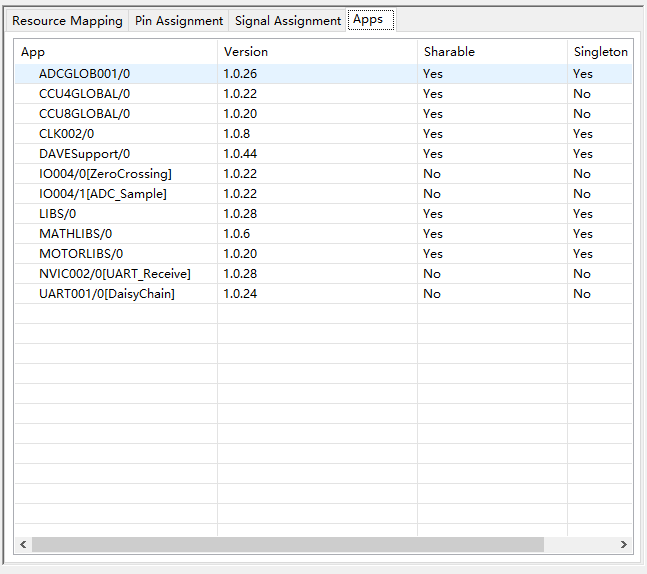 Resource Mapping Pin Assignment Signal Assignment Apps
App Version Sharable Singleton
ADCGLOB001/0 1.0.26 Yes Yes
CCU4GLOBAL/0 1.0.22 Yes No
CCU8GLOBAL/0 1.0.20 Yes No
CLK002/0 1.0.8 Yes Yes
DAVESupport/0 1.0.44 Yes Yes
IO004/0[ZeroCrossing] 1.0.22 No No
IO004/1[ADC_Sample] 1.0.22 No No
LIBS/0 1.0.28 Yes Yes
MATHLIBS/0 1.0.6 Yes Yes
MOTORLIBS/0 1.0.20 Yes Yes
NVIC002/0[UART_Receive] 1.0.28 No No
UART001/0[DaisyChain] 1.0.24 No No